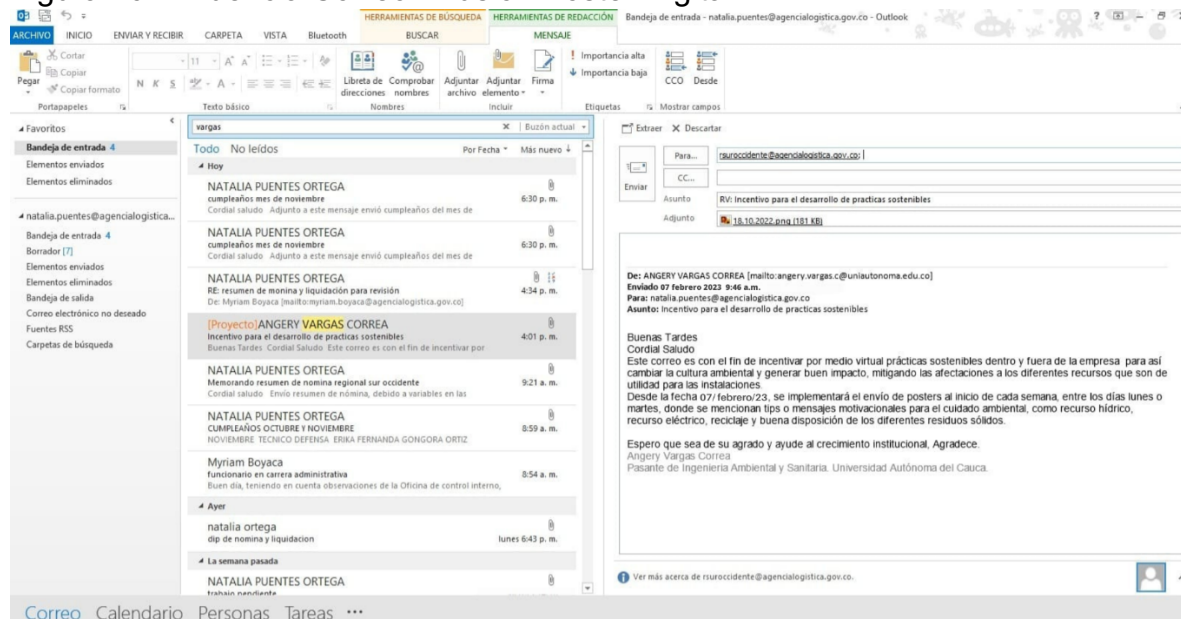 HERRAMIENTAS DE BÚSQUEDA HERRAMIENTAS DE REDACCIÓN Bandeja de entrada - natalia.puentes@agencialogistica.gov.co - Outlook
ARCHIVO INICIO ENVIAR Y RECIBIR CARPETA VISTA Bluetooth BUSCAR MENSAJE
Pegar
Cortar
Copiar
Copiar formato
Portapapeles
11
N K S
Texto básico
Libreta de direcciones
Comprobar nombres
Nombres
Adjuntar archivo
Adjuntar elemento
Firma
Incluir
Importancia alta
Importancia baja
Etiquetas
CCO Desde
Mostrar campos
Favoritos
Bandeja de entrada 4
Elementos enviados
Elementos eliminados
natalia.puentes@agencialogistica...
Bandeja de entrada 4
Borrador [7]
Elementos enviados
Elementos eliminados
Bandeja de salida
Correo electrónico no deseado
Fuentes RSS
Carpetas de búsqueda
vargas
Buzón actual
Todo No leídos Por Fecha Más nuevo
Hoy
NATALIA PUENTES ORTEGA
cumpleaños mes de noviembre 6:30 p. m.
Cordial saludo Adjunto a este mensaje envió cumpleaños del mes de
NATALIA PUENTES ORTEGA
cumpleaños mes de noviembre 6:30 p. m.
Cordial saludo Adjunto a este mensaje envió cumpleaños del mes de
NATALIA PUENTES ORTEGA
RE: resumen de monina y liquidación para revisión 4:34 p. m.
De: Myriam Boyaca [mailto:myriam.boyaca@agencialogistica.gov.co]
[Proyecto]ANGERY VARGAS CORREA
Incentivo para el desarrollo de practicas sostenibles 4:01 p. m.
Buenas Tardes Cordial Saludo Este correo es con el fin de incentivar por
NATALIA PUENTES ORTEGA
Memorando resumen de nomina regional sur occidente 9:21 a. m.
Cordial saludo Envio resumen de nómina, debido a variables en las
NATALIA PUENTES ORTEGA
CUMPLEAÑOS OCTUBRE Y NOVIEMBRE 8:59 a. m.
NOVIEMBRE TECNICO DEFENSA ERIKA FERNANDA GONGORA ORTIZ
Myriam Boyaca
funcionario en carrera administrativa 8:54 a. m.
Buen día, teniendo en cuenta observaciones de la Oficina de control interno,
Ayer
natalia ortega
dip de nomina y liquidacion lunes 6:43 p. m.
La semana pasada
NATALIA PUENTES ORTEGA
trabajo pendiente
Extraer Descartar
Enviar
Para... rsuroccidente@agencialogistica.gov.co;
CC...
Asunto RV: Incentivo para el desarrollo de practicas sostenibles
Adjunto 18.10.2022.png (181 KB)
De: ANGERY VARGAS CORREA [mailto:angery.vargas.c@uniautonoma.edu.co]
Enviado 07 febrero 2023 9:46 a.m.
Para: natalia.puentes@agencialogistica.gov.co
Asunto: Incentivo para el desarrollo de practicas sostenibles
Buenas Tardes
Cordial Saludo
Este correo es con el fin de incentivar por medio virtual prácticas sostenibles dentro y fuera de la empresa para así
cambiar la cultura ambiental y generar buen impacto, mitigando las afectaciones a los diferentes recursos que son de
utilidad para las instalaciones.
Desde la fecha 07/febrero/23, se implementará el envío de posters al inicio de cada semana, entre los días lunes o
martes, donde se mencionan tips o mensajes motivacionales para el cuidado ambiental, como recurso hídrico,
recurso eléctrico, reciclaje y buena disposición de los diferentes residuos sólidos.
Espero que sea de su agrado y ayude al crecimiento institucional, Agradece.
Angery Vargas Correa
Pasante de Ingenieria Ambiental y Sanitaria. Universidad Autónoma del Cauca.
Ver más acerca de rsuroccidente@agencialogistica.gov.co.
Correo Calendario Personas Tareas ...